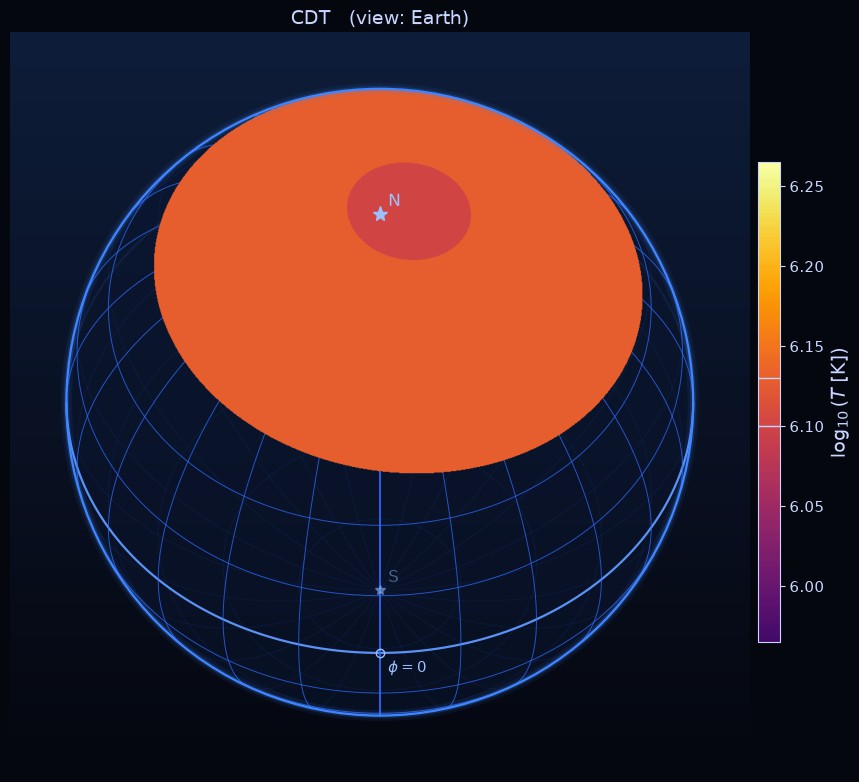 CDT (view: Earth)
N
S
ϕ = 0
6.25
6.20
6.15
6.10
6.05
6.00
log₁₀(T [K])